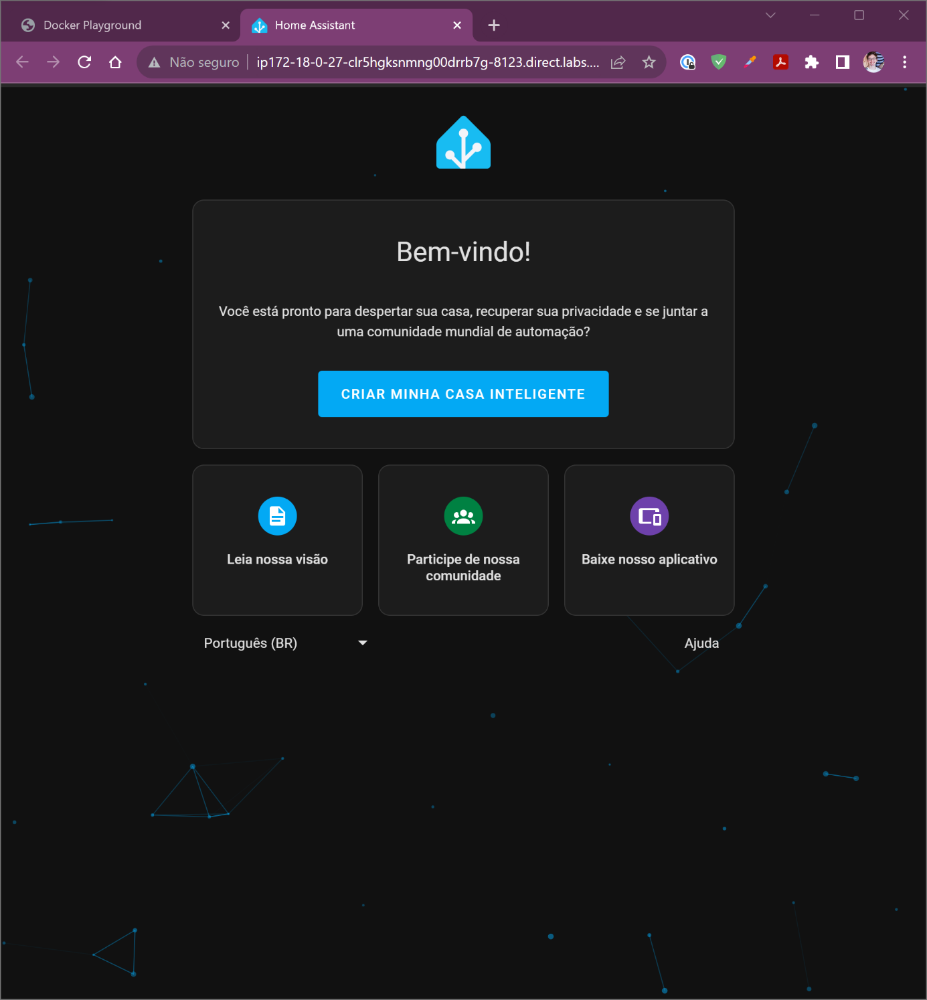 Docker Playground
Home Assistant
Não seguro
ip172-18-0-27-clr5hgksnmng00drrb7g-8123.direct.labs....
Bem-vindo!
Você está pronto para despertar sua casa, recuperar sua privacidade e se juntar a
uma comunidade mundial de automação?
CRIAR MINHA CASA INTELIGENTE
Leia nossa visão
Participe de nossa
comunidade
Baixe nosso aplicativo
Português (BR)
Ajuda